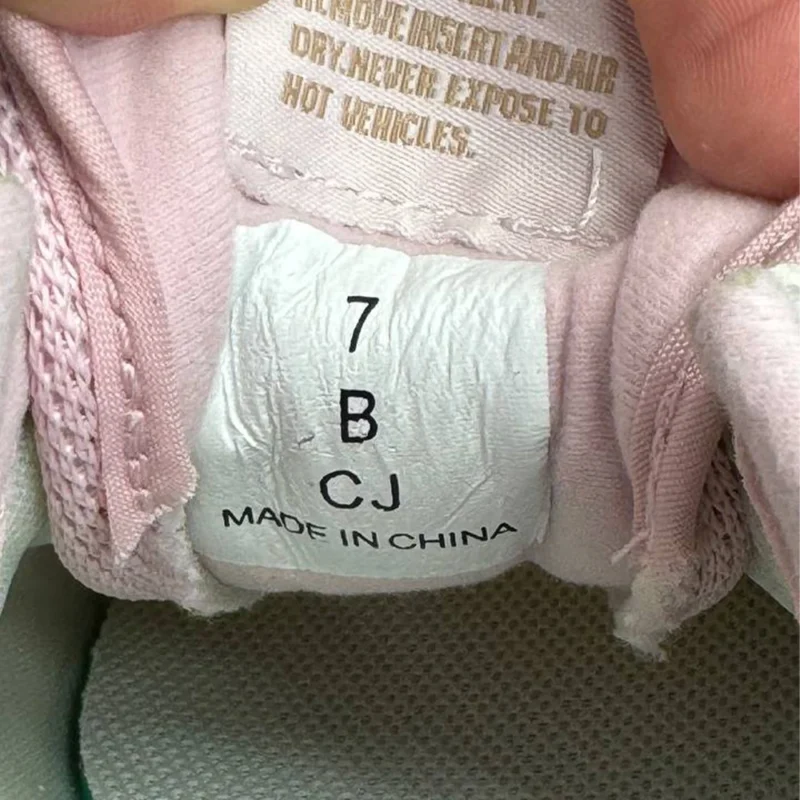 REMOVE INSERT AND AIR
DRY. NEVER EXPOSE TO
HOT VEHICLES.
7
B
CJ
MADE IN CHINA